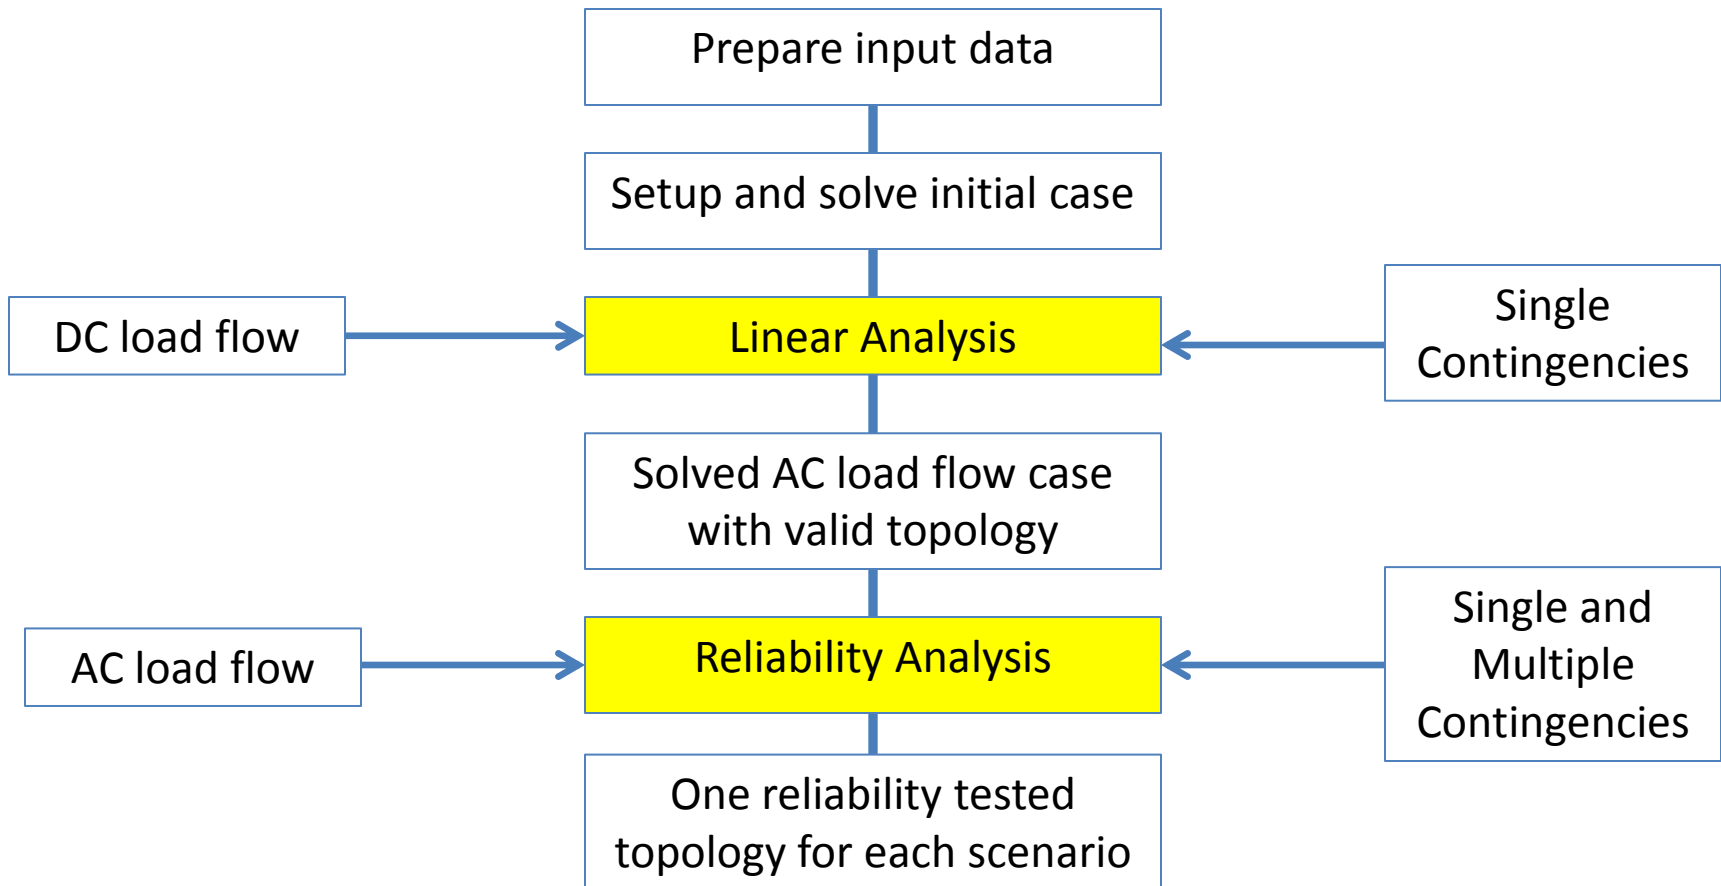 Prepare input data
Setup and solve initial case
DC load flow
Linear Analysis
Single
Contingencies
Solved AC load flow case
with valid topology
AC load flow
Reliability Analysis
Single and
Multiple
Contingencies
One reliability tested
topology for each scenario